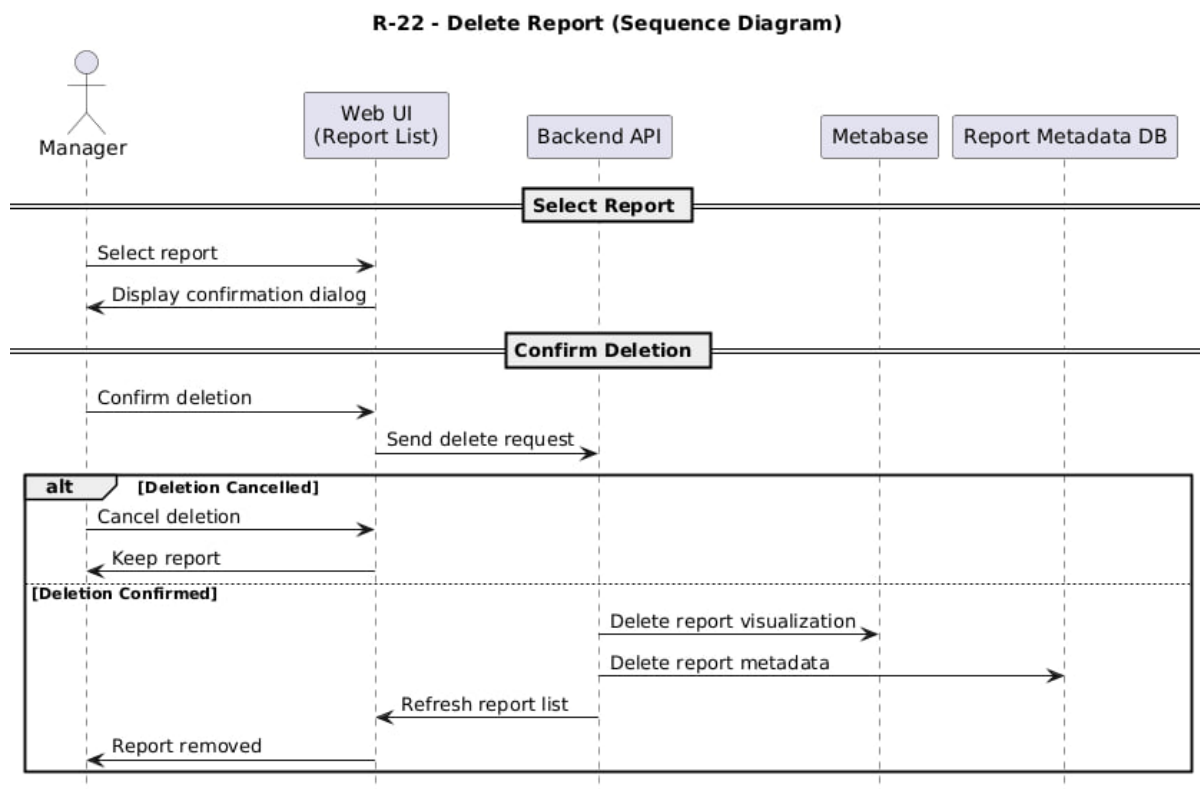 R-22 - Delete Report (Sequence Diagram)
Manager
Web UI
(Report List)
Backend API
Metabase
Report Metadata DB
Select Report
Select report
Display confirmation dialog
Confirm Deletion
Confirm deletion
Send delete request
alt
[Deletion Cancelled]
Cancel deletion
Keep report
[Deletion Confirmed]
Delete report visualization
Delete report metadata
Refresh report list
Report removed